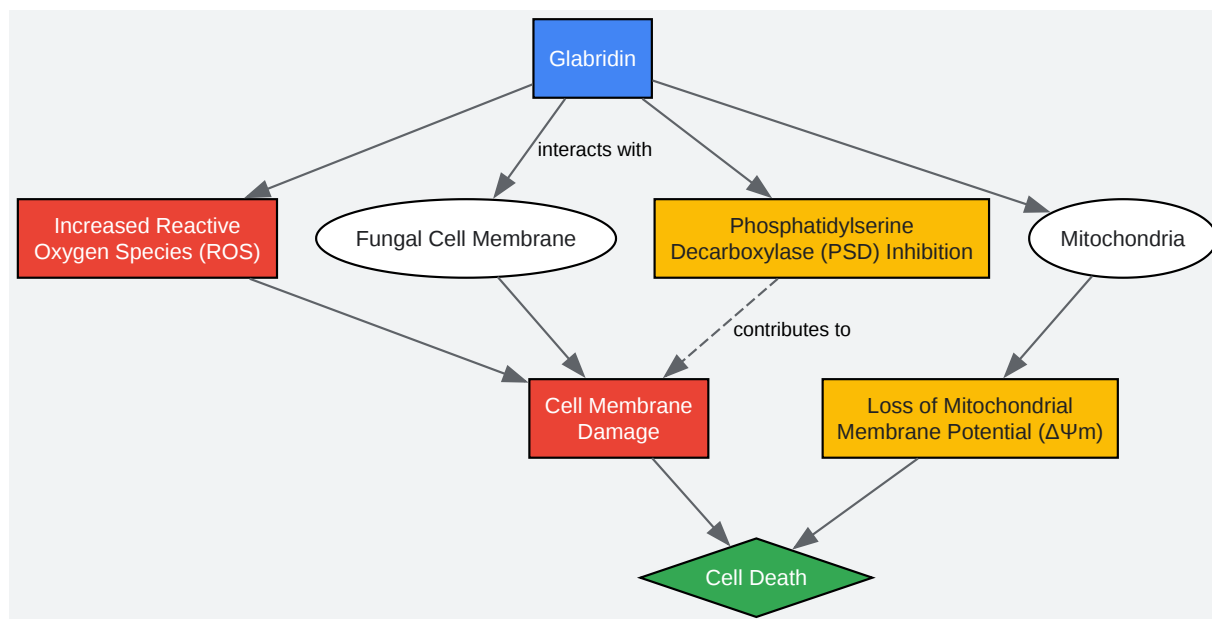 Glabridin
interacts with
Increased Reactive
Oxygen Species (ROS)
Fungal Cell Membrane
Phosphatidylserine
Decarboxylase (PSD) Inhibition
Mitochondria
contributes to
Cell Membrane
Damage
Loss of Mitochondrial
Membrane Potential (ΔΨm)
Cell Death